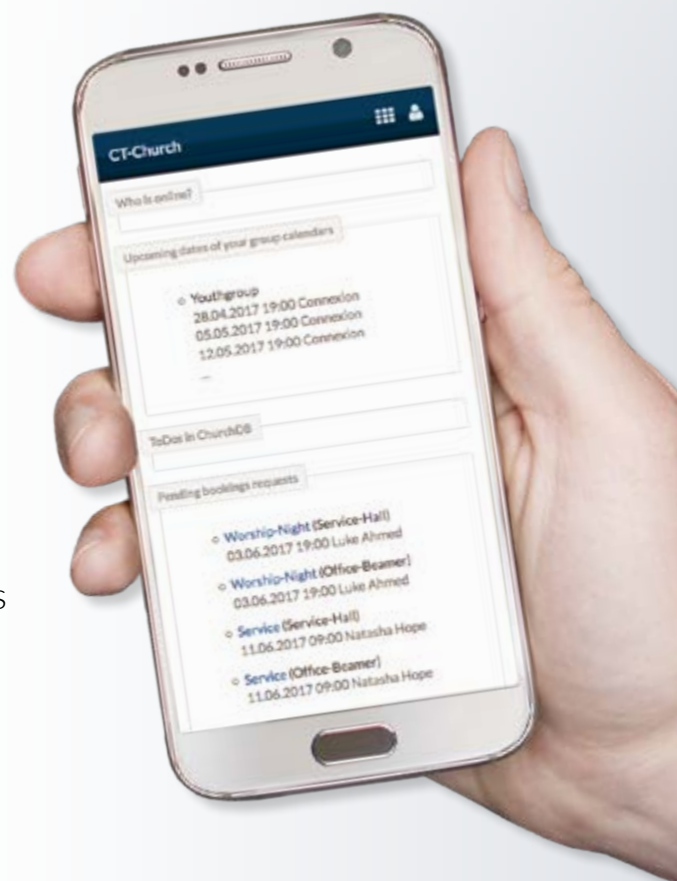 CT-Church
Who is online?
Upcoming dates of your group calendars
Youthgroup
28.04.2017 19:00 Connexion
05.05.2017 19:00 Connexion
12.05.2017 19:00 Connexion
...
ToDos in ChurchDB
Pending bookings requests
Worship-Night (Service-Hall)
03.06.2017 19:00 Luke Ahmed
Worship-Night (Office-Beamer)
03.06.2017 19:00 Luke Ahmed
S
Service (Service-Hall)
11.06.2017 09:00 Natasha Hope
Service (Office-Beamer)
11.06.2017 09:00 Natasha Hope